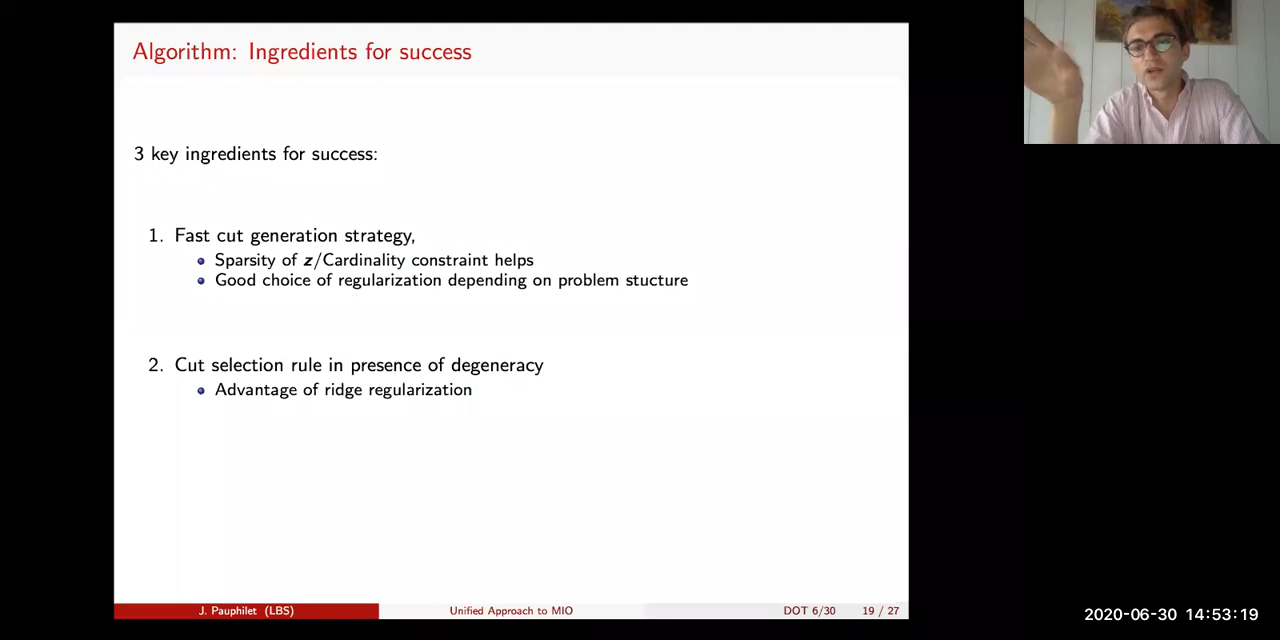 Algorithm: Ingredients for success
3 key ingredients for success:
1. Fast cut generation strategy,
Sparsity of z/Cardinality constraint helps
Good choice of regularization depending on problem stucture
2. Cut selection rule in presence of degeneracy
Advantage of ridge regularization
J. Pauphilet (LBS) Unified Approach to MIO DOT 6/30 19 / 27
2020-06-30 14:53:19